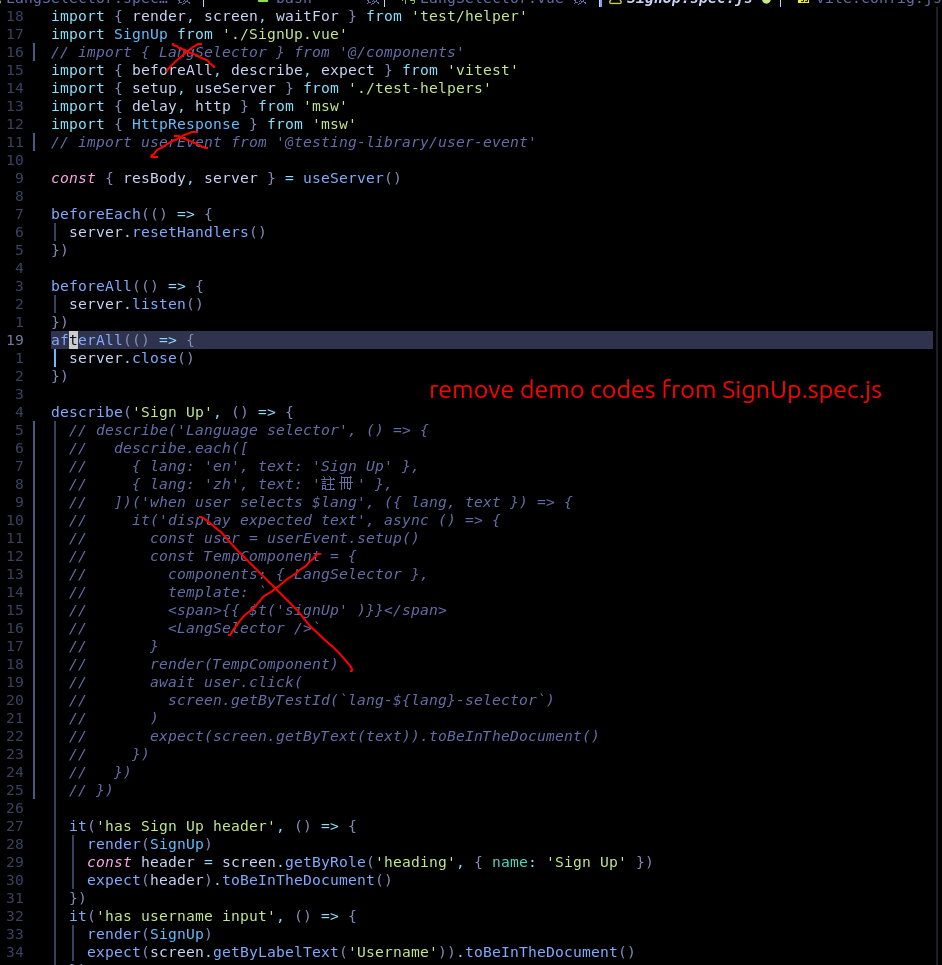 bash
LangSelector.vue
SignUp.spec.js
vite.config.js
18 import { render, screen, waitFor } from 'test/helper'
17 import SignUp from './SignUp.vue'
16 // import { LangSelector } from '@/components'
15 import { beforeAll, describe, expect } from 'vitest'
14 import { setup, useServer } from './test-helpers'
13 import { delay, http } from 'msw'
12 import { HttpResponse } from 'msw'
11 // import userEvent from '@testing-library/user-event'
10
9 const { resBody, server } = useServer()
8
7 beforeEach(() => {
6 server.resetHandlers()
5 })
4
3 beforeAll(() => {
2 server.listen()
1 })
19 afterAll(() => {
1 server.close()
2 })
remove demo codes from SignUp.spec.js
3
4 describe('Sign Up', () => {
5 // describe('Language selector', () => {
6 // describe.each([
7 // { lang: 'en', text: 'Sign Up' },
8 // { lang: 'zh', text: '註冊' },
9 // ])('when user selects $lang', ({ lang, text }) => {
10 // it('display expected text', async () => {
11 // const user = userEvent.setup()
12 // const TempComponent = {
13 // components: { LangSelector },
14 // template: `
15 // <span>{{ $t('signUp' )}}</span>
16 // <LangSelector />`
17 // }
18 // render(TempComponent)
19 // await user.click(
20 // screen.getByTestId(`lang-${lang}-selector`)
21 // )
22 // expect(screen.getByText(text)).toBeInTheDocument()
23 // })
24 // })
25 // })
26
27 it('has Sign Up header', () => {
28 render(SignUp)
29 const header = screen.getByRole('heading', { name: 'Sign Up' })
30 expect(header).toBeInTheDocument()
31 })
32 it('has username input', () => {
33 render(SignUp)
34 expect(screen.getByLabelText('Username')).toBeInTheDocument()